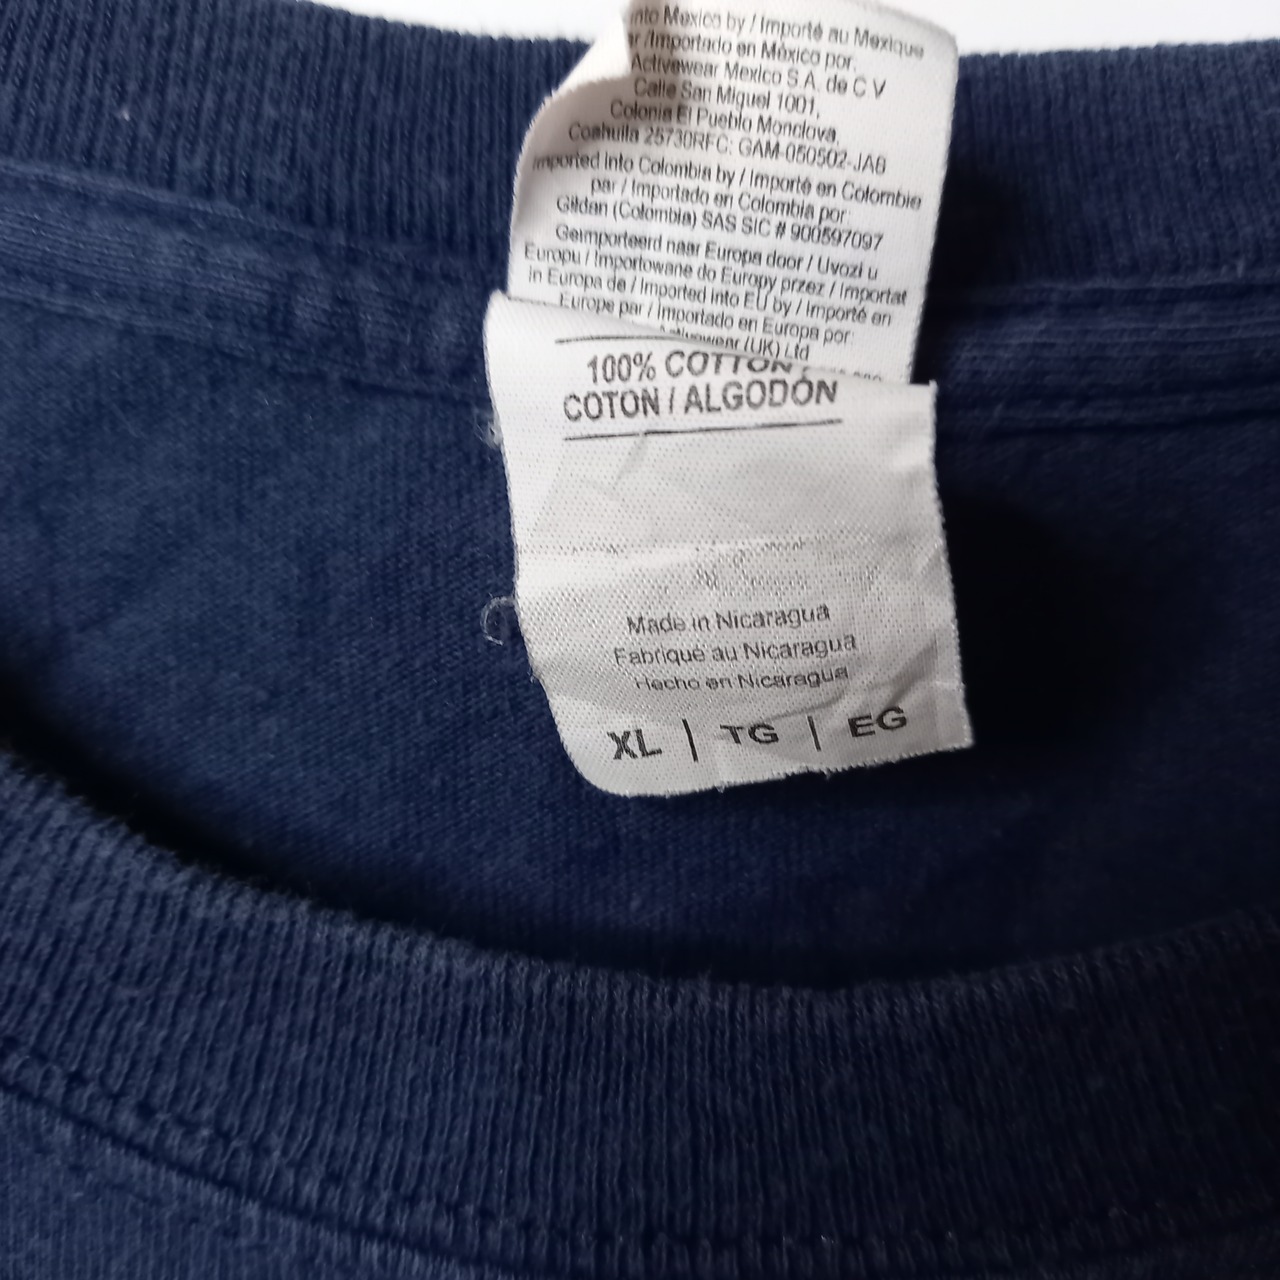 into Mexico by / Importé au Mexique
/Importado en México por:
Activewear Mexico S.A. de C V
Calle San Miguel 1001,
Colonia El Pueblo Monclova,
Coahuila 25730RFC: GAM-050502-JA6
Imported into Colombia by / Importé en Colombie
par / Importado en Colombia por:
Gildan (Colombia) SAS SIC # 900597097
Geïmporteerd naar Europa door / Uvozi u
Europu / Importowane do Europy przez / Importat
in Europa de / Imported into EU by / Importé en
Europe par / Importado en Europa por:
Activewear (UK) Ltd
100% COTTON /
COTON / ALGODÓN
Made in Nicaragua
Fabriqué au Nicaragua
Hecho en Nicaragua
XL | TG | EG